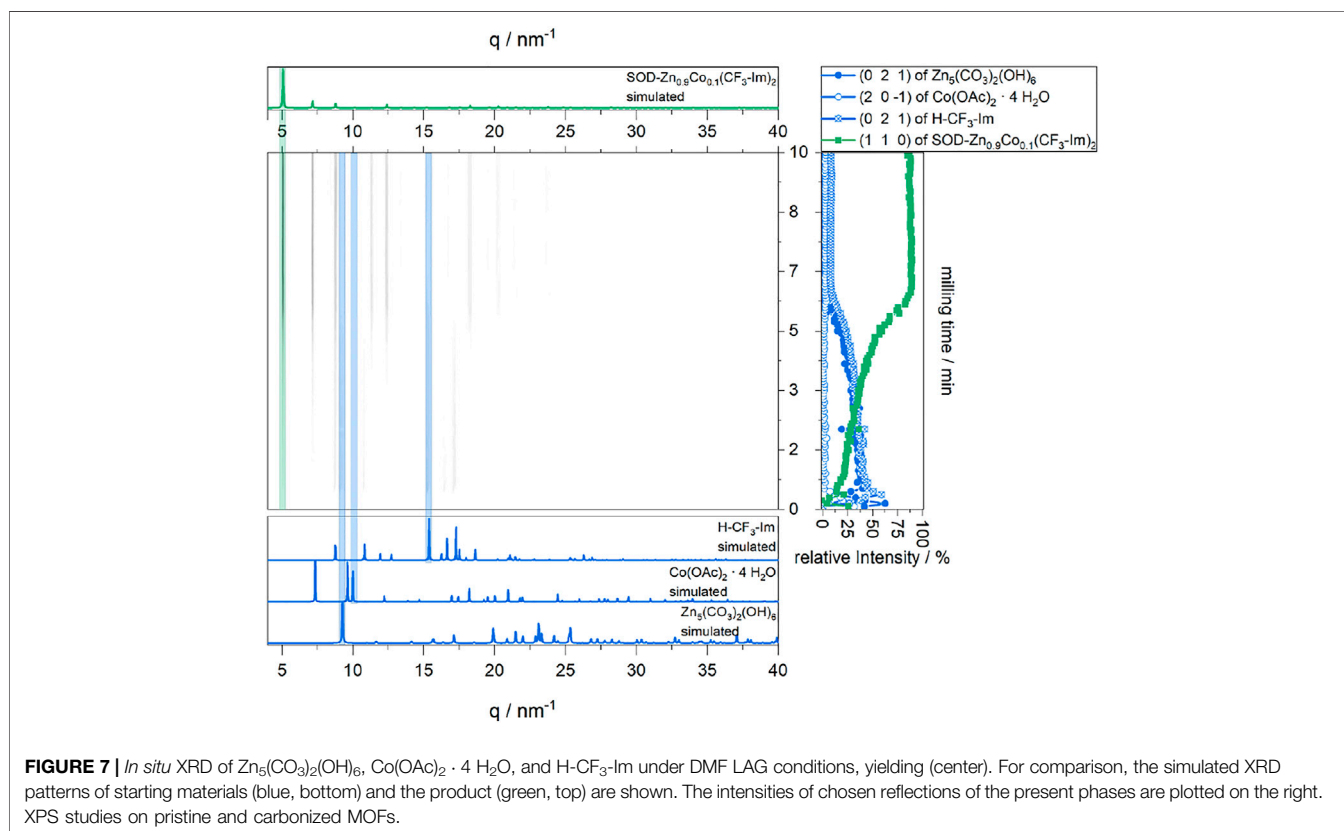 q / nm⁻¹
SOD-Zn₀.₉Co₀.₁(CF₃-Im)₂
simulated
5 10 15 20 25 30 35 40
(0 2 1) of Zn₅(CO₃)₂(OH)₆
(2 0 -1) of Co(OAc)₂ · 4 H₂O
(0 2 1) of H-CF₃-Im
(1 1 0) of SOD-Zn₀.₉Co₀.₁(CF₃-Im)₂
10
8
7
5
3
2
0
milling time / min
0 25 50 75 100
relative Intensity / %
H-CF₃-Im
simulated
Co(OAc)₂ · 4 H₂O
simulated
Zn₅(CO₃)₂(OH)₆
simulated
5 10 15 20 25 30 35 40
q / nm⁻¹
FIGURE 7 | In situ XRD of Zn₅(CO₃)₂(OH)₆, Co(OAc)₂ · 4 H₂O, and H-CF₃-Im under DMF LAG conditions, yielding (center). For comparison, the simulated XRD
patterns of starting materials (blue, bottom) and the product (green, top) are shown. The intensities of chosen reflections of the present phases are plotted on the right.
XPS studies on pristine and carbonized MOFs.